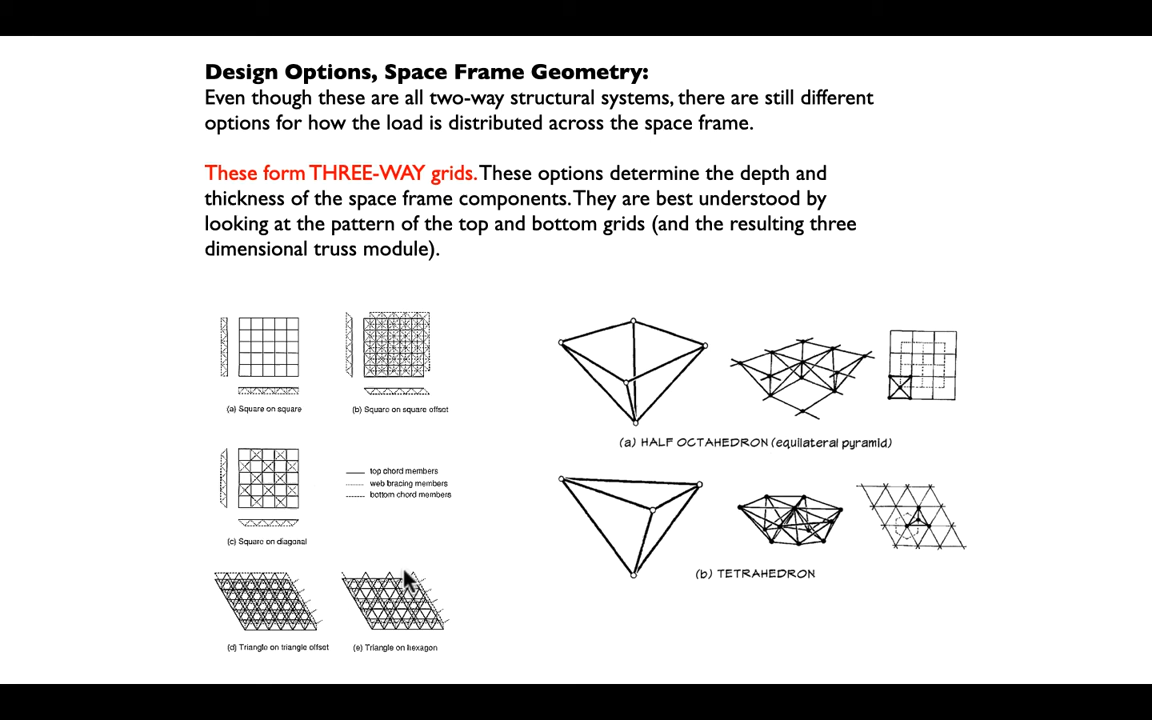 Design Options, Space Frame Geometry:
Even though these are all two-way structural systems, there are still different
options for how the load is distributed across the space frame.
These form THREE-WAY grids. These options determine the depth and
thickness of the space frame components. They are best understood by
looking at the pattern of the top and bottom grids (and the resulting three
dimensional truss module).
(a) Square on square
(b) Square on square offset
(c) Square on diagonal
top chord members
web bracing members
bottom chord members
(d) Triangle on triangle offset
(e) Triangle on hexagon
(a) HALF OCTAHEDRON (equilateral pyramid)
(b) TETRAHEDRON